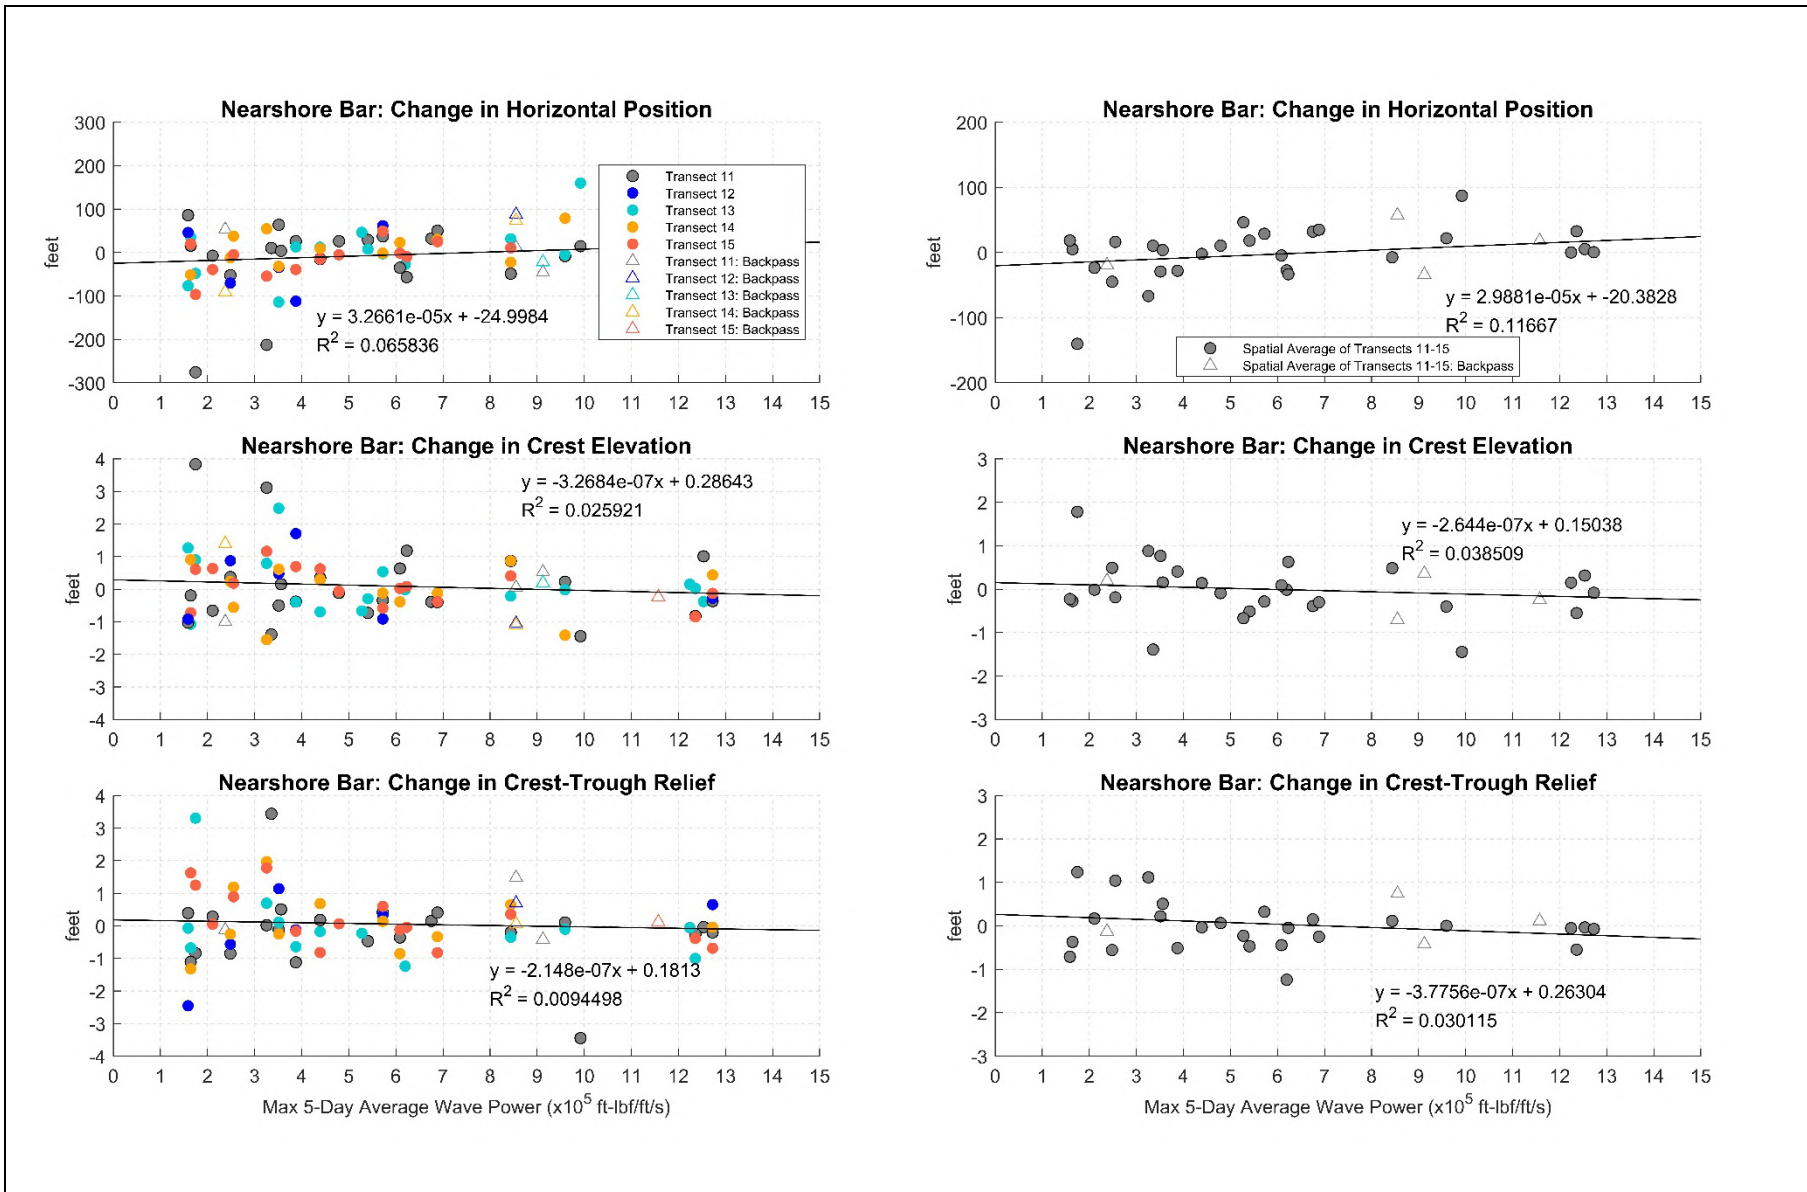 Nearshore Bar: Change in Horizontal Position
300
200
100
0
-100
-200
-300
feet
Transect 11
Transect 12
Transect 13
Transect 14
Transect 15
Transect 11: Backpass
Transect 12: Backpass
Transect 13: Backpass
Transect 14: Backpass
Transect 15: Backpass
y = 3.2661e-05x + -24.9984
R² = 0.065836
0 1 2 3 4 5 6 7 8 9 10 11 12 13 14 15
Nearshore Bar: Change in Horizontal Position
200
100
0
-100
-200
feet
y = 2.9881e-05x + -20.3828
R² = 0.11667
Spatial Average of Transects 11-15
Spatial Average of Transects 11-15: Backpass
0 1 2 3 4 5 6 7 8 9 10 11 12 13 14 15
Nearshore Bar: Change in Crest Elevation
4
3
2
1
0
-1
-2
-3
-4
feet
y = -3.2684e-07x + 0.28643
R² = 0.025921
0 1 2 3 4 5 6 7 8 9 10 11 12 13 14 15
Nearshore Bar: Change in Crest Elevation
3
2
1
0
-1
-2
-3
feet
y = -2.644e-07x + 0.15038
R² = 0.038509
0 1 2 3 4 5 6 7 8 9 10 11 12 13 14 15
Nearshore Bar: Change in Crest-Trough Relief
4
3
2
1
0
-1
-2
-3
-4
feet
y = -2.148e-07x + 0.1813
R² = 0.0094498
0 1 2 3 4 5 6 7 8 9 10 11 12 13 14 15
Max 5-Day Average Wave Power (x10⁵ ft-lbf/ft/s)
Nearshore Bar: Change in Crest-Trough Relief
3
2
1
0
-1
-2
-3
feet
y = -3.7756e-07x + 0.26304
R² = 0.030115
0 1 2 3 4 5 6 7 8 9 10 11 12 13 14 15
Max 5-Day Average Wave Power (x10⁵ ft-lbf/ft/s)